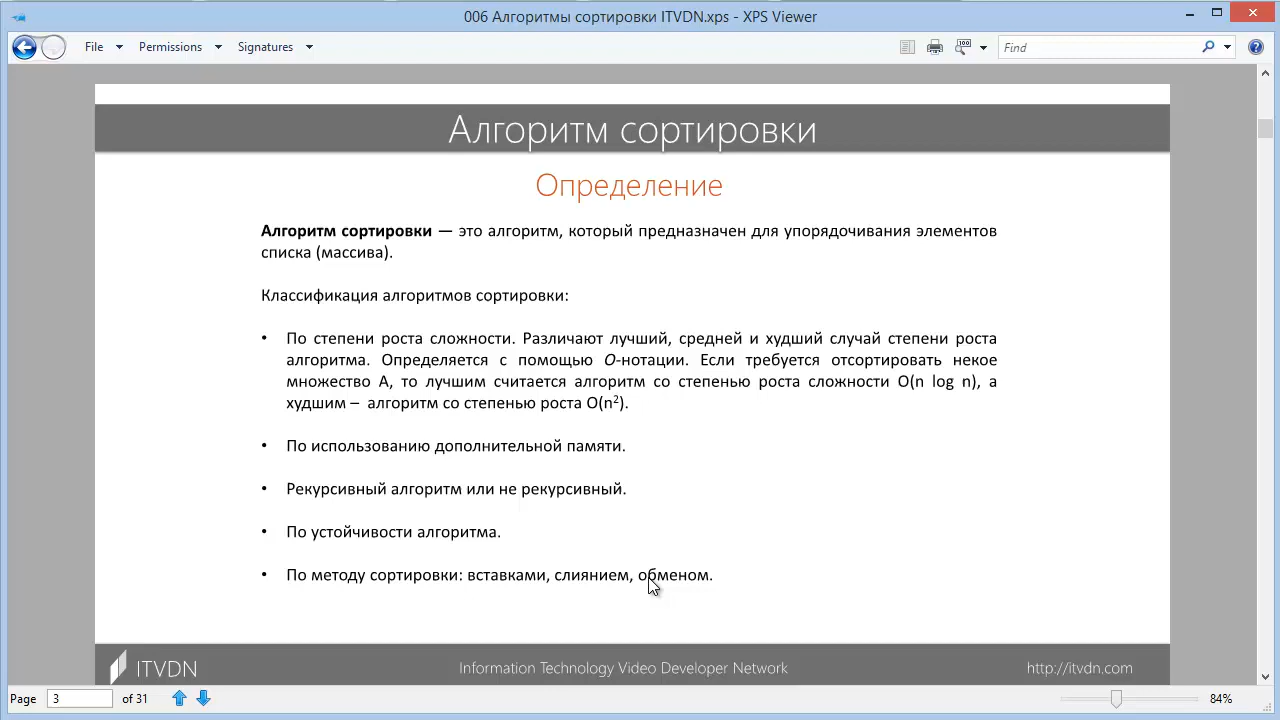 006 Алгоритмы сортировки ITVDN.xps - XPS Viewer
File Permissions Signatures Find
Алгоритм сортировки
Определение
Алгоритм сортировки — это алгоритм, который предназначен для упорядочивания элементов
списка (массива).
Классификация алгоритмов сортировки:
• По степени роста сложности. Различают лучший, средней и худший случай степени роста
алгоритма. Определяется с помощью O-нотации. Если требуется отсортировать некое
множество А, то лучшим считается алгоритм со степенью роста сложности O(n log n), а
худшим – алгоритм со степенью роста O(n²).
• По использованию дополнительной памяти.
• Рекурсивный алгоритм или не рекурсивный.
• По устойчивости алгоритма.
• По методу сортировки: вставками, слиянием, обменом.
ITVDN Information Technology Video Developer Network http://itvdn.com
Page 3 of 31 84%